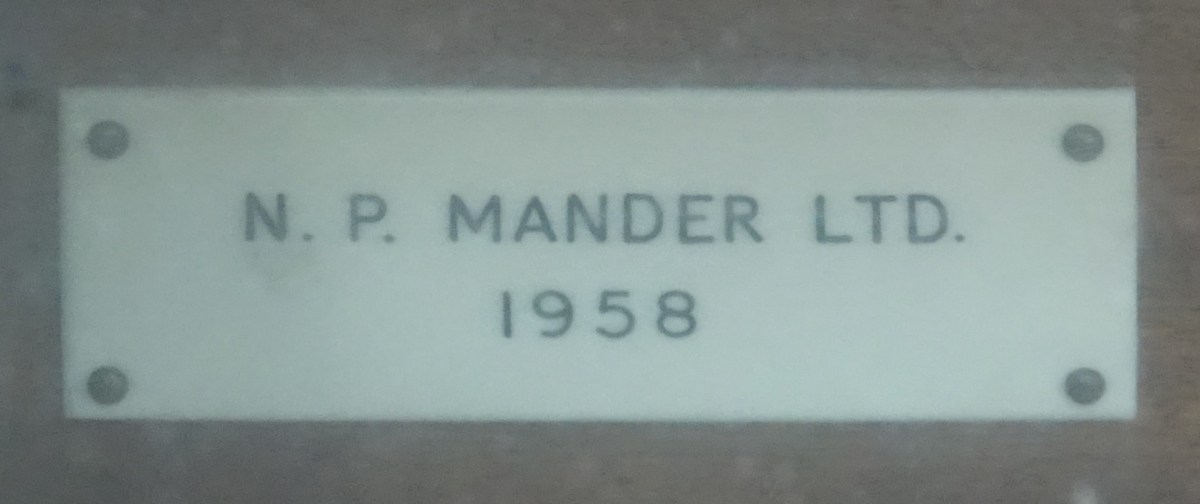 N. P. MANDER LTD.
1958